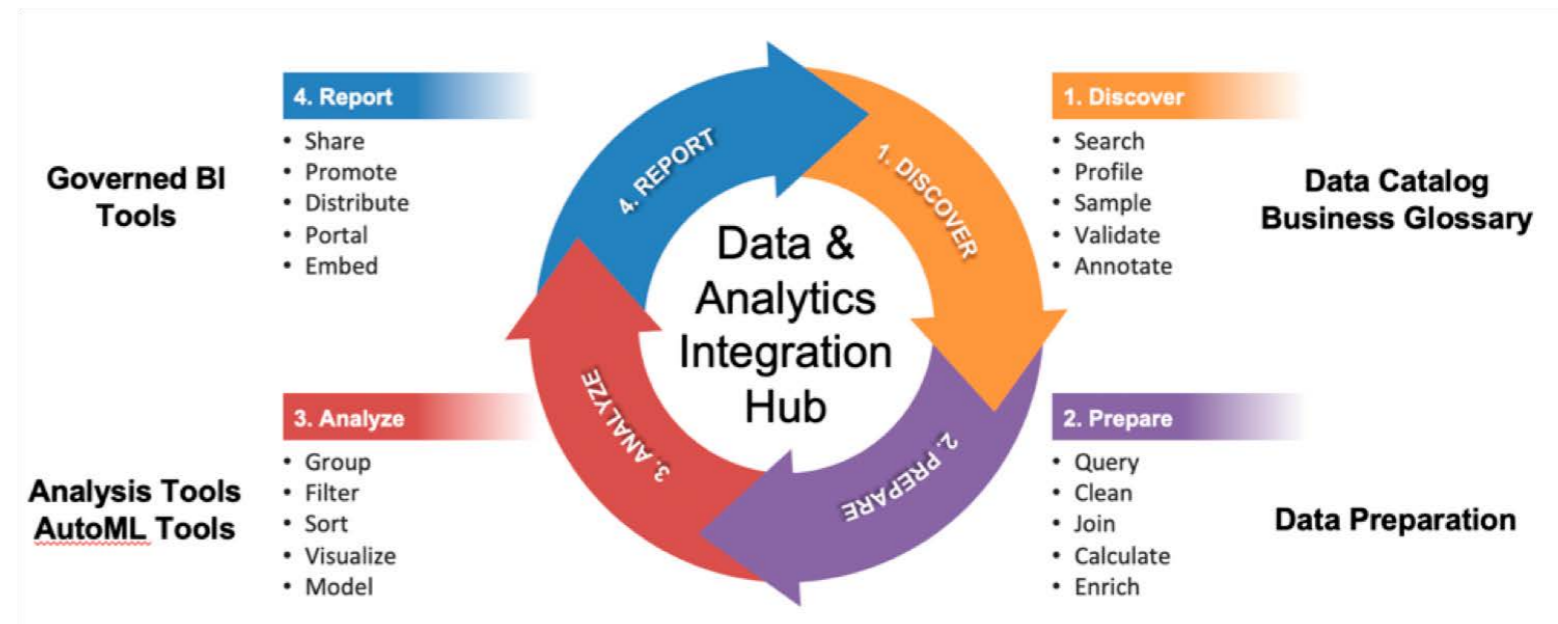 4. Report
• Share
• Promote
• Distribute
• Portal
• Embed
Governed BI
Tools
1. Discover
• Search
• Profile
• Sample
• Validate
• Annotate
Data Catalog
Business Glossary
4. REPORT
1. DISCOVER
Data &
Analytics
Integration
Hub
3. ANALYZE
2. PREPARE
3. Analyze
• Group
• Filter
• Sort
• Visualize
• Model
Analysis Tools
AutoML Tools
2. Prepare
• Query
• Clean
• Join
• Calculate
• Enrich
Data Preparation